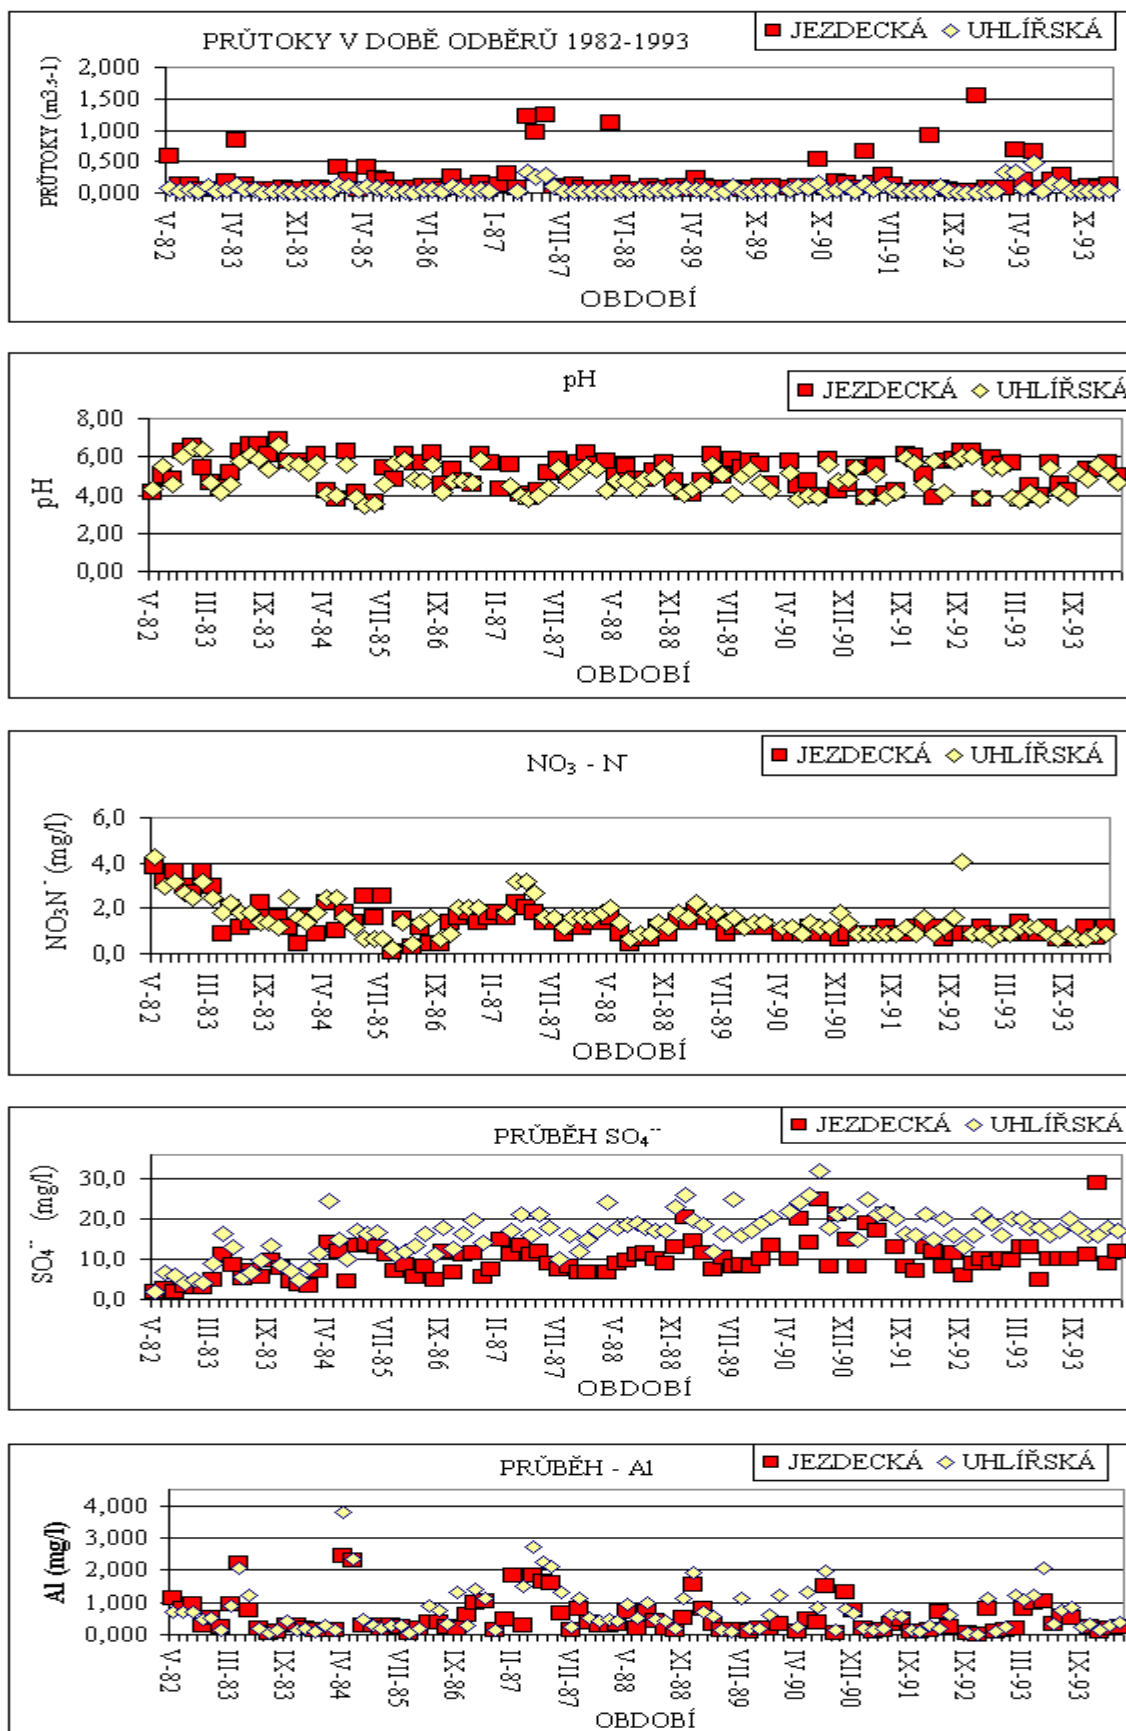 PRŮTOKY V DOBĚ ODBĚRŮ 1982-1993
JEZDECKÁ UHLÍŘSKÁ
PRŮTOKY (m3.s-1)
2,000
1,500
1,000
0,500
0,000
V-82 IV-83 XI-83 IV-85 VI-86 I-87 VII-87 VI-88 IV-89 X-89 X-90 VII-91 IX-92 IV-93 X-93
OBDOBÍ
pH
JEZDECKÁ UHLÍŘSKÁ
pH
8,00
6,00
4,00
2,00
0,00
V-82 III-83 IX-83 IV-84 VII-85 IX-86 II-87 VII-87 V-88 XI-88 VII-89 IV-90 XII-90 IX-91 IX-92 III-93 IX-93
OBDOBÍ
NO₃ - N
JEZDECKÁ UHLÍŘSKÁ
NO₃N⁻ (mg/l)
6,0
4,0
2,0
0,0
V-82 III-83 IX-83 IV-84 VII-85 IX-86 II-87 VII-87 V-88 XI-88 VII-89 IV-90 XII-90 IX-91 IX-92 III-93 IX-93
OBDOBÍ
PRŮBĚH SO₄⁻⁻
JEZDECKÁ UHLÍŘSKÁ
SO₄⁻⁻ (mg/l)
30,0
20,0
10,0
0,0
V-82 III-83 IX-83 IV-84 VII-85 IX-86 II-87 VII-87 V-88 XI-88 VII-89 IV-90 XII-90 IX-91 IX-92 III-93 IX-93
OBDOBÍ
PRŮBĚH - Al
JEZDECKÁ UHLÍŘSKÁ
Al (mg/l)
4,000
3,000
2,000
1,000
0,000
V-82 III-83 IX-83 IV-84 VII-85 IX-86 II-87 VII-87 V-88 XI-88 VII-89 IV-90 XII-90 IX-91 IX-92 III-93 IX-93
OBDOBÍ